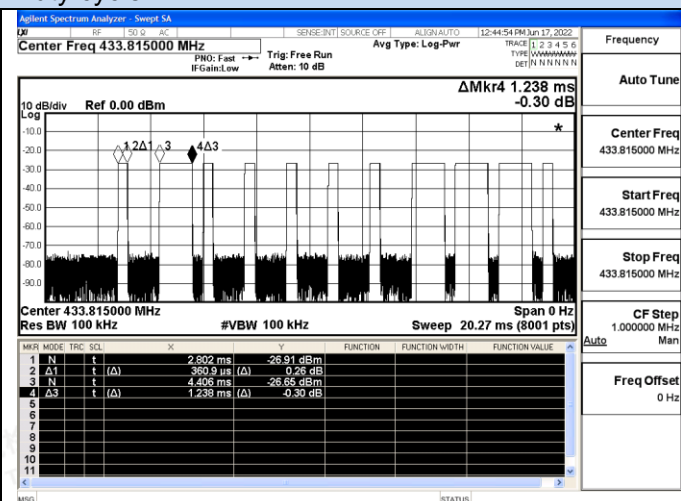 Agilent Spectrum Analyzer - Swept SA
LXI RF 50 Ω AC SENSE:INT SOURCE OFF ALIGN AUTO 12:44:54 PM Jun 17, 2022
Center Freq 433.815000 MHz
PNO: Fast Trig: Free Run Avg Type: Log-Pwr TRACE 1 2 3 4 5 6
IFGain:Low Atten: 10 dB TYPE WWWWWW
DET N N N N N N
Frequency
ΔMkr4 1.238 ms
10 dB/div Ref 0.00 dBm -0.30 dB
Log
-10.0
-20.0
-30.0
-40.0
-50.0
-60.0
-70.0
-80.0
-90.0
1 2Δ1 3 4Δ3 *
Center 433.815000 MHz Span 0 Hz
Res BW 100 kHz #VBW 100 kHz Sweep 20.27 ms (8001 pts)
MKR MODE TRC SCL X Y FUNCTION FUNCTION WIDTH FUNCTION VALUE
1 N t 2.802 ms -26.91 dBm
2 Δ1 t (Δ) 360.9 µs (Δ) 0.26 dB
3 N t 4.406 ms -26.65 dBm
4 Δ3 t (Δ) 1.238 ms (Δ) -0.30 dB
5
6
7
8
9
10
11
MSG STATUS
Auto Tune
Center Freq
433.815000 MHz
Start Freq
433.815000 MHz
Stop Freq
433.815000 MHz
CF Step
1.000000 MHz
Auto Man
Freq Offset
0 Hz